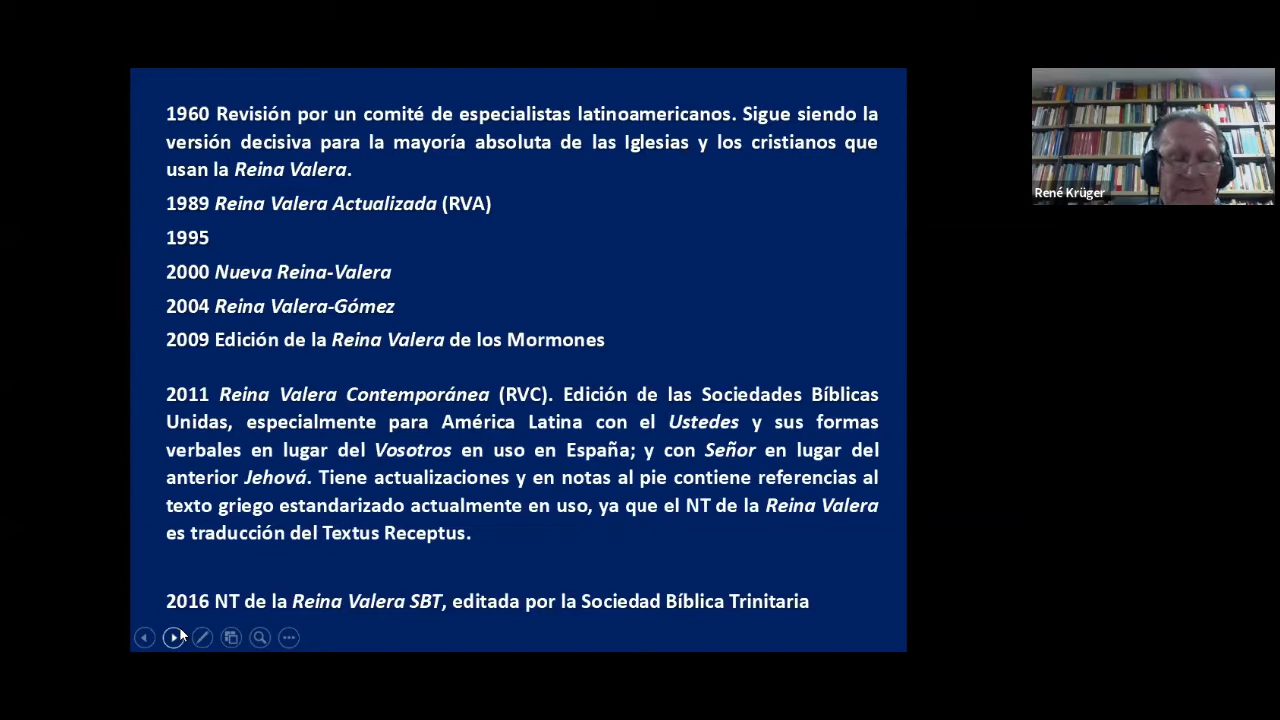 1960 Revisión por un comité de especialistas latinoamericanos. Sigue siendo la
versión decisiva para la mayoría absoluta de las Iglesias y los cristianos que
usan la Reina Valera.
1989 Reina Valera Actualizada (RVA)
1995
2000 Nueva Reina-Valera
2004 Reina Valera-Gómez
2009 Edición de la Reina Valera de los Mormones
2011 Reina Valera Contemporánea (RVC). Edición de las Sociedades Bíblicas
Unidas, especialmente para América Latina con el Ustedes y sus formas
verbales en lugar del Vosotros en uso en España; y con Señor en lugar del
anterior Jehová. Tiene actualizaciones y en notas al pie contiene referencias al
texto griego estandarizado actualmente en uso, ya que el NT de la Reina Valera
es traducción del Textus Receptus.
2016 NT de la Reina Valera SBT, editada por la Sociedad Bíblica Trinitaria
René Krüger